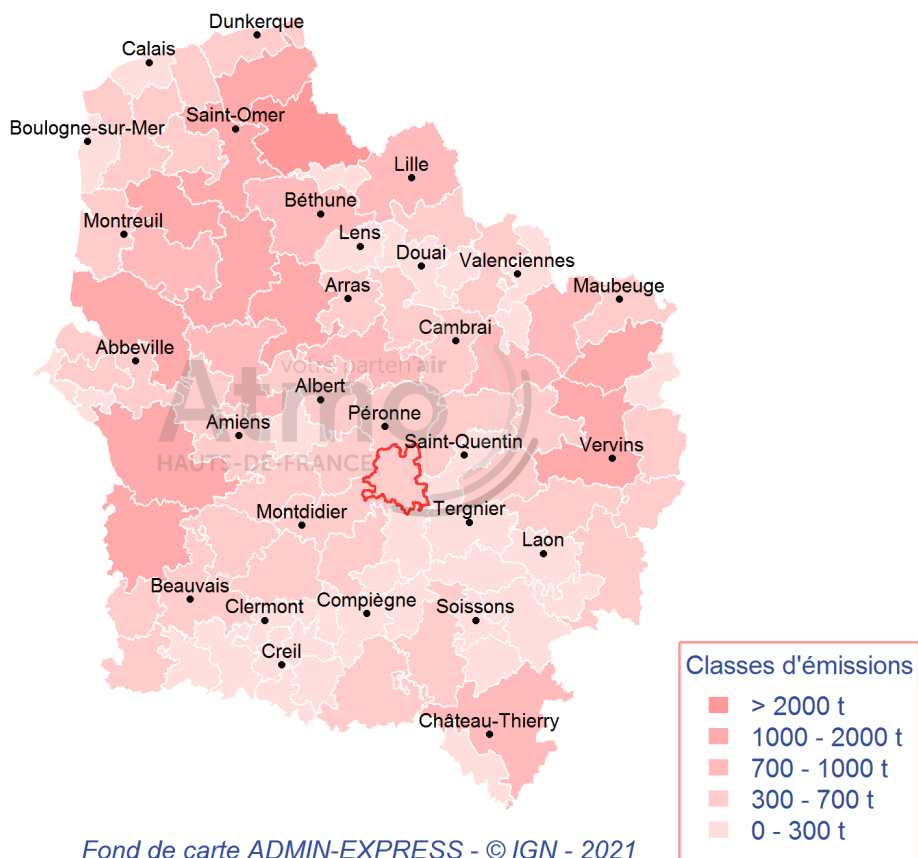 Dunkerque
Calais
Saint-Omer
Boulogne-sur-Mer
Lille
Béthune
Montreuil
Lens
Douai
Valenciennes
Arras
Maubeuge
Cambrai
Abbeville
votre parten'air
Atmo
HAUTS-DE-FRANCE
Albert
Péronne
Amiens
Saint-Quentin
Vervins
Montdidier
Tergnier
Laon
Beauvais
Clermont
Compiègne
Soissons
Creil
Château-Thierry
Classes d'émissions
> 2000 t
1000 - 2000 t
700 - 1000 t
300 - 700 t
0 - 300 t
Fond de carte ADMIN-EXPRESS - © IGN - 2021